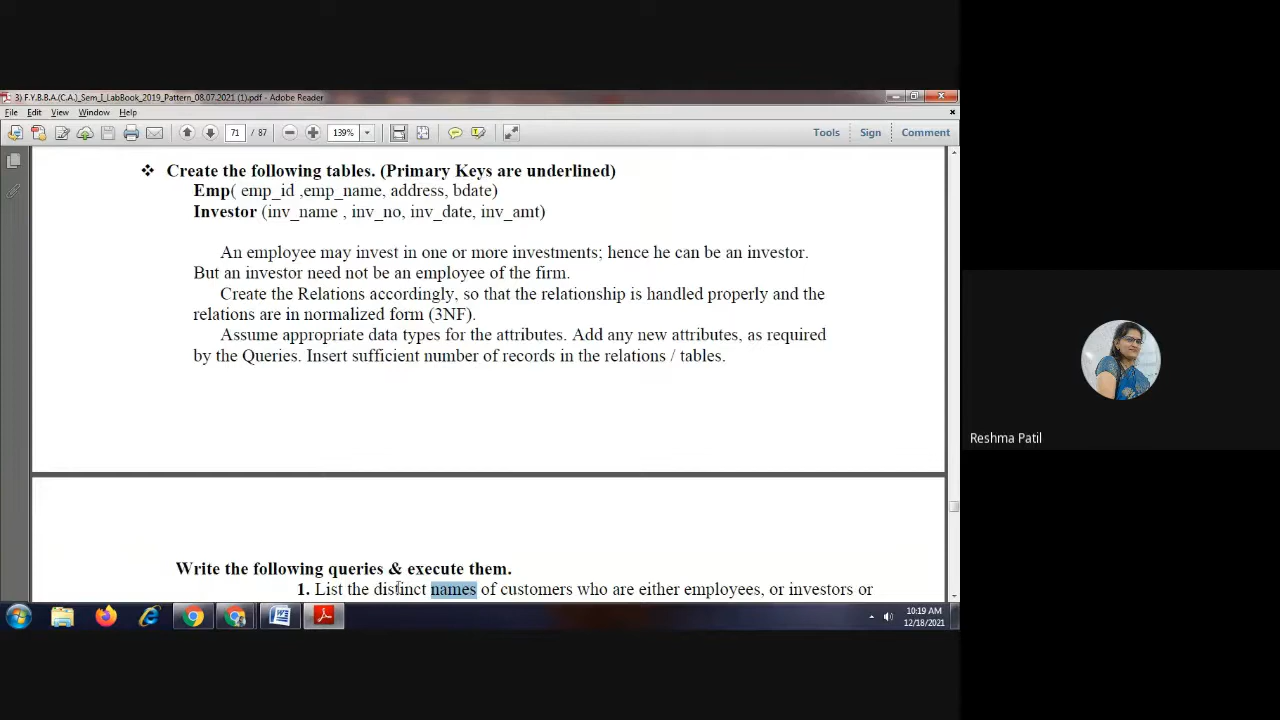 3) F.Y.B.B.A.(C.A.)_Sem_I_LabBook_2019_Pattern_08.07.2021 (1).pdf - Adobe Reader
File Edit View Window Help
71 / 87 139% Tools Sign Comment
❖ Create the following tables. (Primary Keys are underlined)
Emp( emp_id ,emp_name, address, bdate)
Investor (inv_name , inv_no, inv_date, inv_amt)
An employee may invest in one or more investments; hence he can be an investor.
But an investor need not be an employee of the firm.
Create the Relations accordingly, so that the relationship is handled properly and the
relations are in normalized form (3NF).
Assume appropriate data types for the attributes. Add any new attributes, as required
by the Queries. Insert sufficient number of records in the relations / tables.
Reshma Patil
Write the following queries & execute them.
1. List the distinct names of customers who are either employees, or investors or
10:19 AM
12/18/2021